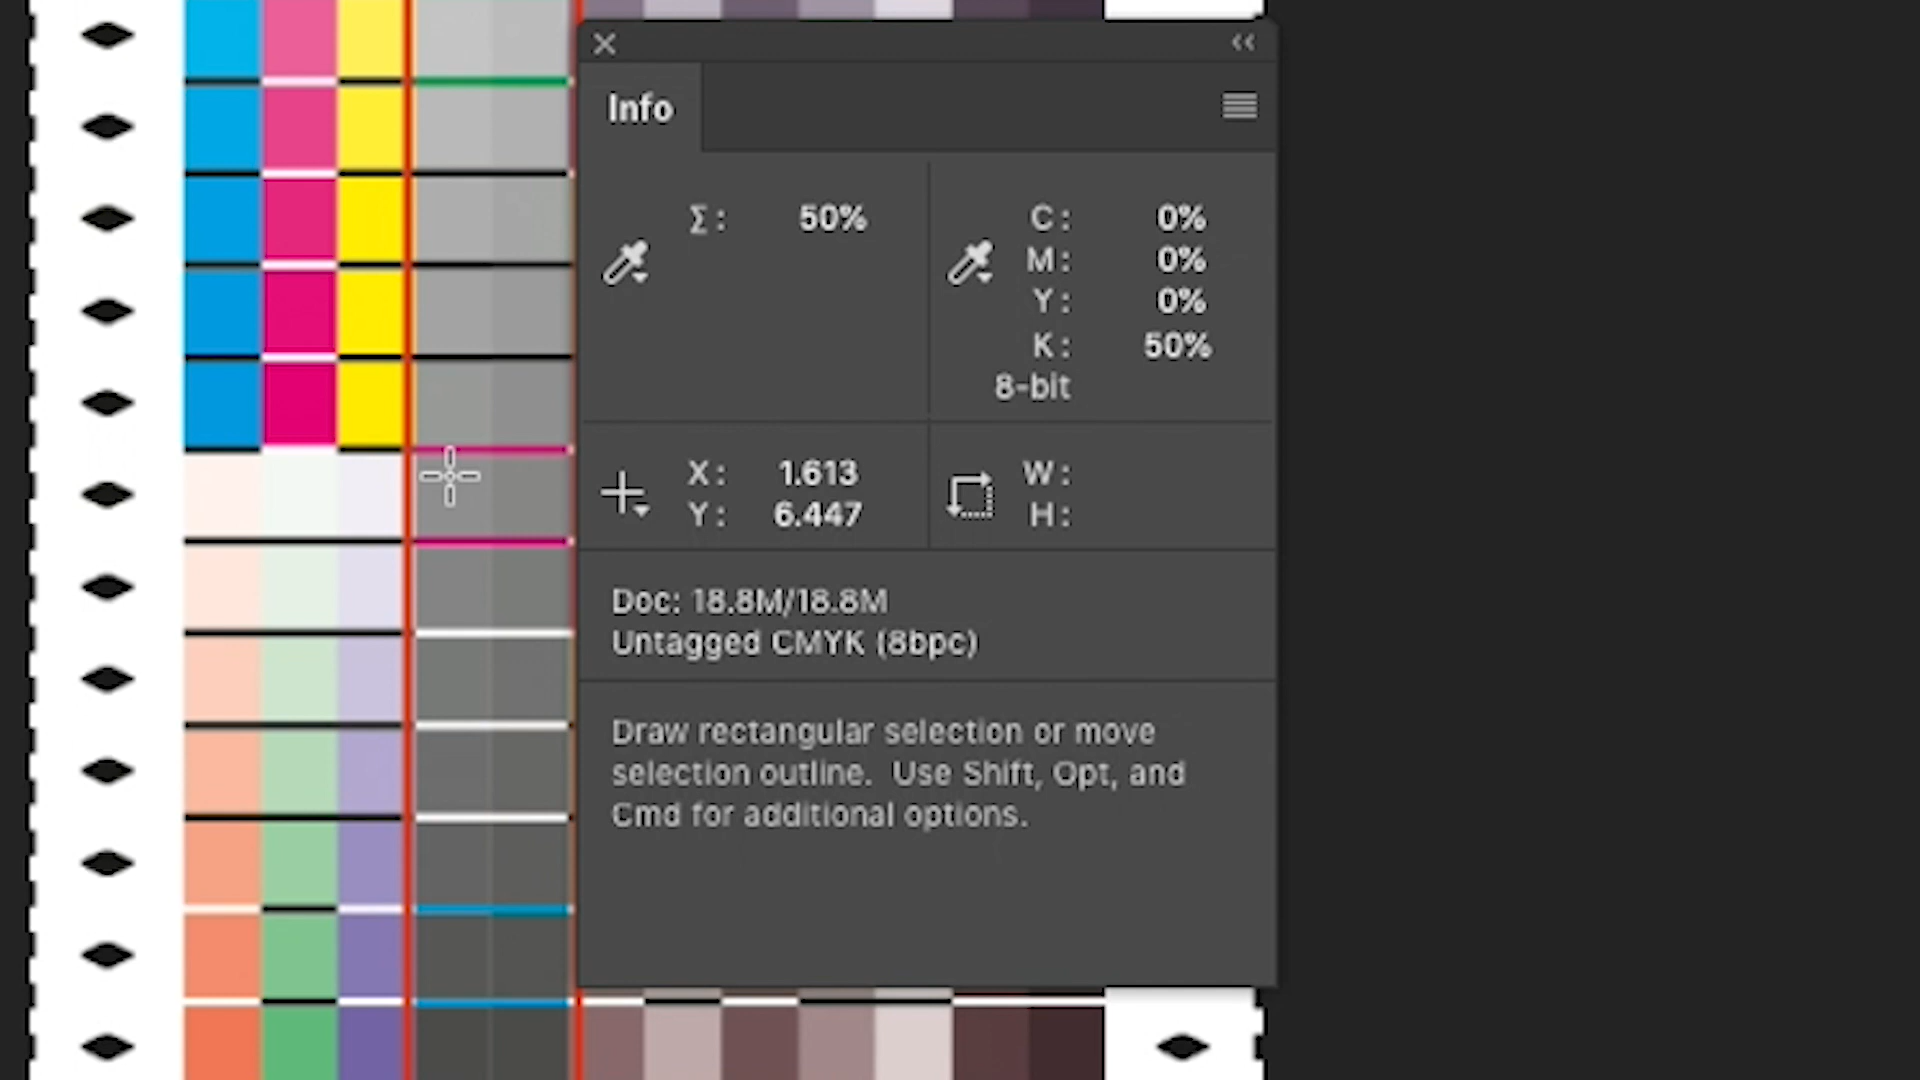 Info
Σ: 50%
C: 0%
M: 0%
Y: 0%
K: 50%
8-bit
X: 1.613
Y: 6.447
W:
H:
Doc: 18.8M/18.8M
Untagged CMYK (8bpc)
Draw rectangular selection or move
selection outline. Use Shift, Opt, and
Cmd for additional options.